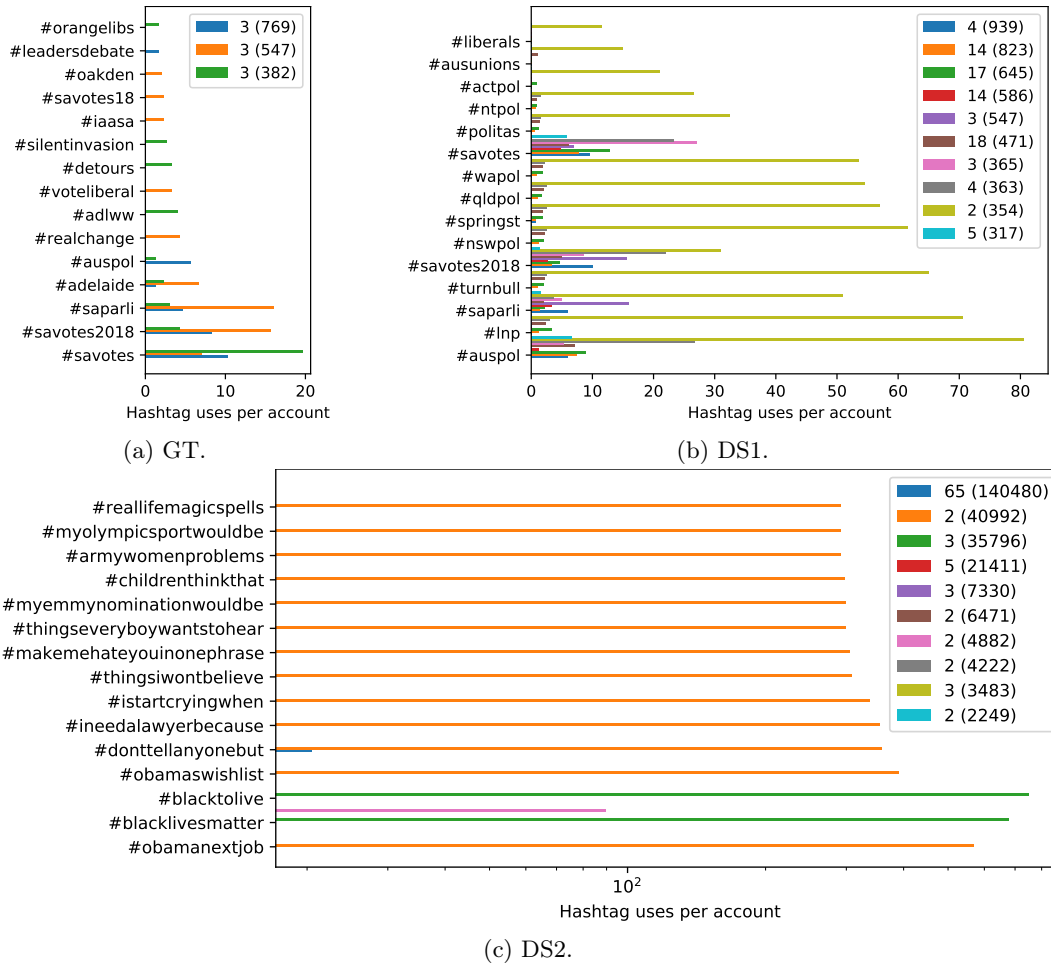 #orangelibs
#leadersdebate
#oakden
#savotes18
#iaasa
#silentinvasion
#detours
#voteliberal
#adlww
#realchange
#auspol
#adelaide
#saparli
#savotes2018
#savotes
3 (769)
3 (547)
3 (382)
0 10 20
Hashtag uses per account
(a) GT.
#liberals
#ausunions
#actpol
#ntpol
#politas
#savotes
#wapol
#qldpol
#springst
#nswpol
#savotes2018
#turnbull
#saparli
#lnp
#auspol
4 (939)
14 (823)
17 (645)
14 (586)
3 (547)
18 (471)
3 (365)
4 (363)
2 (354)
5 (317)
0 10 20 30 40 50 60 70 80
Hashtag uses per account
(b) DS1.
#reallifemagicspells
#myolympicsportwouldbe
#armywomenproblems
#childrenthinkthat
#myemmynominationwouldbe
#thingseveryboywantstohear
#makemehateyouinonephrase
#thingsiwontbelieve
#istartcryingwhen
#ineedalawyerbecause
#donttellanyonebut
#obamaswishlist
#blacktolive
#blacklivesmatter
#obamanextjob
65 (140480)
2 (40992)
3 (35796)
5 (21411)
3 (7330)
2 (6471)
2 (4882)
2 (4222)
3 (3483)
2 (2249)
10²
Hashtag uses per account
(c) DS2.